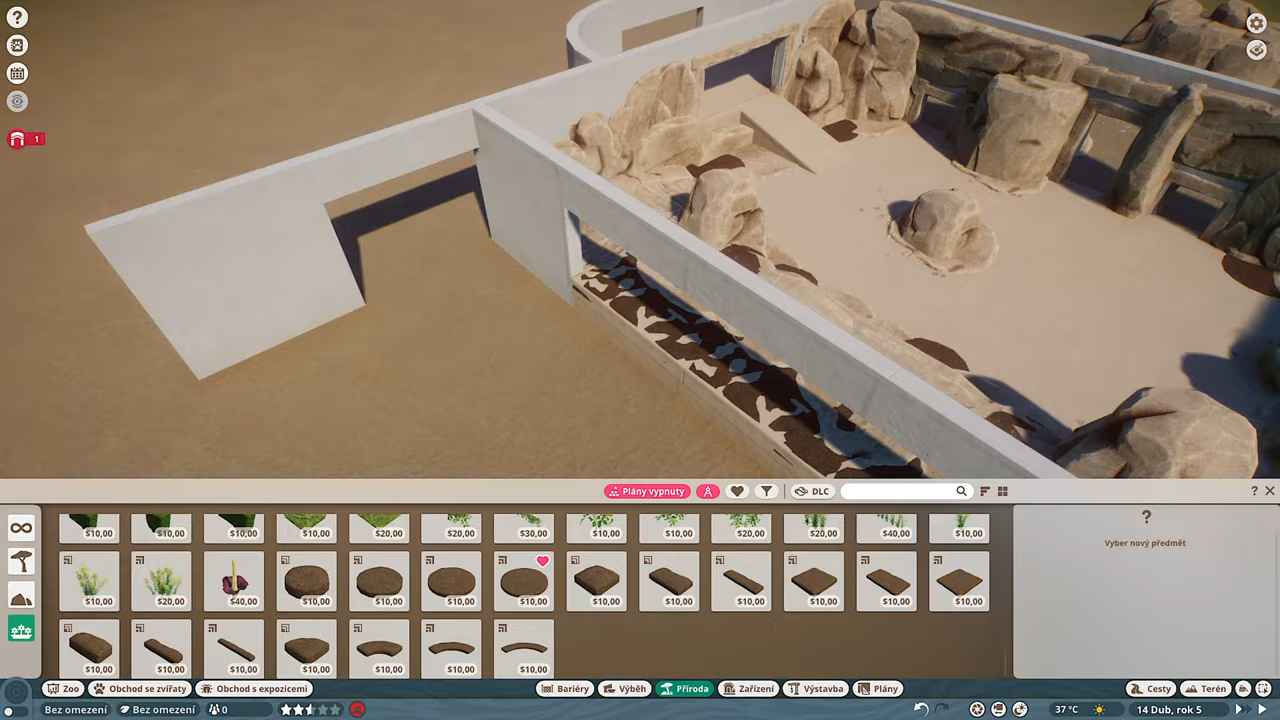 ?
1
Plány vypnuty
DLC
? ×
$10,00 $10,00 $10,00 $10,00 $20,00 $20,00 $30,00 $10,00 $10,00 $20,00 $20,00 $40,00 $10,00
$10,00 $20,00 $40,00 $10,00 $10,00 $10,00 $10,00 $10,00 $10,00 $10,00 $10,00 $10,00 $10,00
$10,00 $10,00 $10,00 $10,00 $10,00 $10,00 $10,00
?
Vyber nový předmět
Zoo Obchod se zvířaty Obchod s expozicemi Bariéry Výběh Příroda Zařízení Výstavba Plány Cesty Terén
Bez omezení Bez omezení 0 37 °C 14 Dub, rok 5